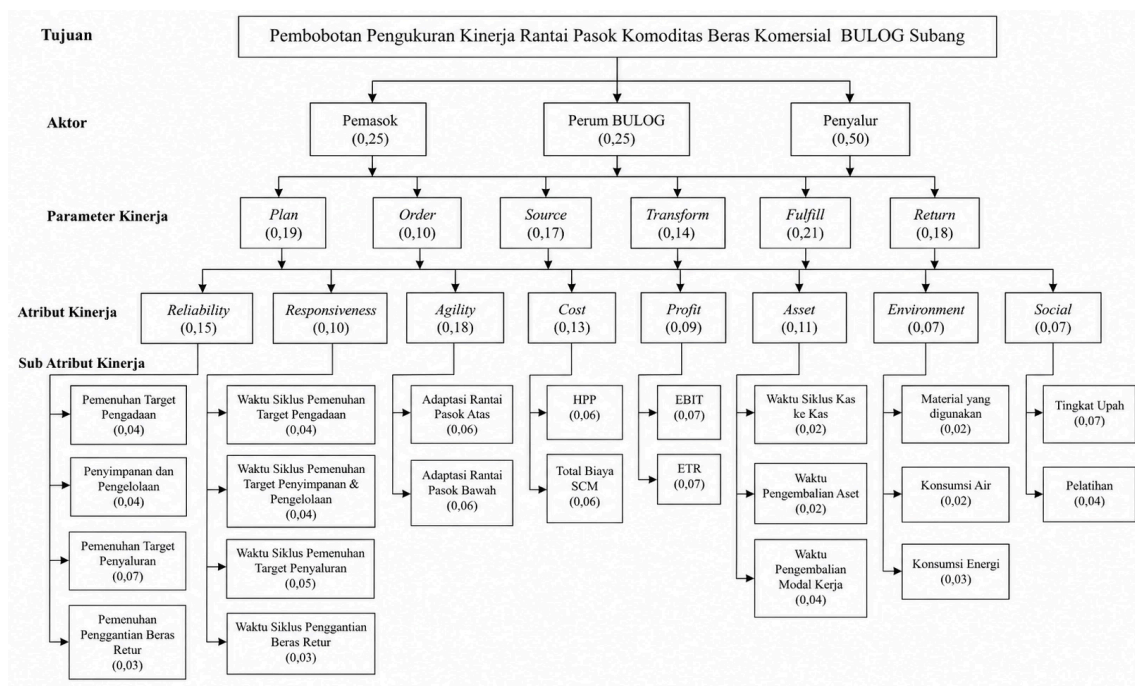 Tujuan
Pembobotan Pengukuran Kinerja Rantai Pasok Komoditas Beras Komersial BULOG Subang
Aktor
Pemasok
(0,25)
Perum BULOG
(0,25)
Penyalur
(0,50)
Parameter Kinerja
Plan
(0,19)
Order
(0,10)
Source
(0,17)
Transform
(0,14)
Fulfill
(0,21)
Return
(0,18)
Atribut Kinerja
Reliability
(0,15)
Responsiveness
(0,10)
Agility
(0,18)
Cost
(0,13)
Profit
(0,09)
Asset
(0,11)
Environment
(0,07)
Social
(0,07)
Sub Atribut Kinerja
Pemenuhan Target
Pengadaan
(0,04)
Penyimpanan dan
Pengelolaan
(0,04)
Pemenuhan Target
Penyaluran
(0,07)
Pemenuhan
Penggantian Beras
Retur
(0,03)
Waktu Siklus Pemenuhan
Target Pengadaan
(0,04)
Waktu Siklus Pemenuhan
Target Penyimpanan &
Pengelolaan
(0,04)
Waktu Siklus Pemenuhan
Target Penyaluran
(0,05)
Waktu Siklus Penggantian
Beras Retur
(0,03)
Adaptasi Rantai
Pasok Atas
(0,06)
Adaptasi Rantai
Pasok Bawah
(0,06)
HPP
(0,06)
Total Biaya
SCM
(0,06)
EBIT
(0,07)
ETR
(0,07)
Waktu Siklus Kas
ke Kas
(0,02)
Waktu
Pengembalian Aset
(0,02)
Waktu
Pengembalian
Modal Kerja
(0,04)
Material yang
digunakan
(0,02)
Konsumsi Air
(0,02)
Konsumsi Energi
(0,03)
Tingkat Upah
(0,07)
Pelatihan
(0,04)